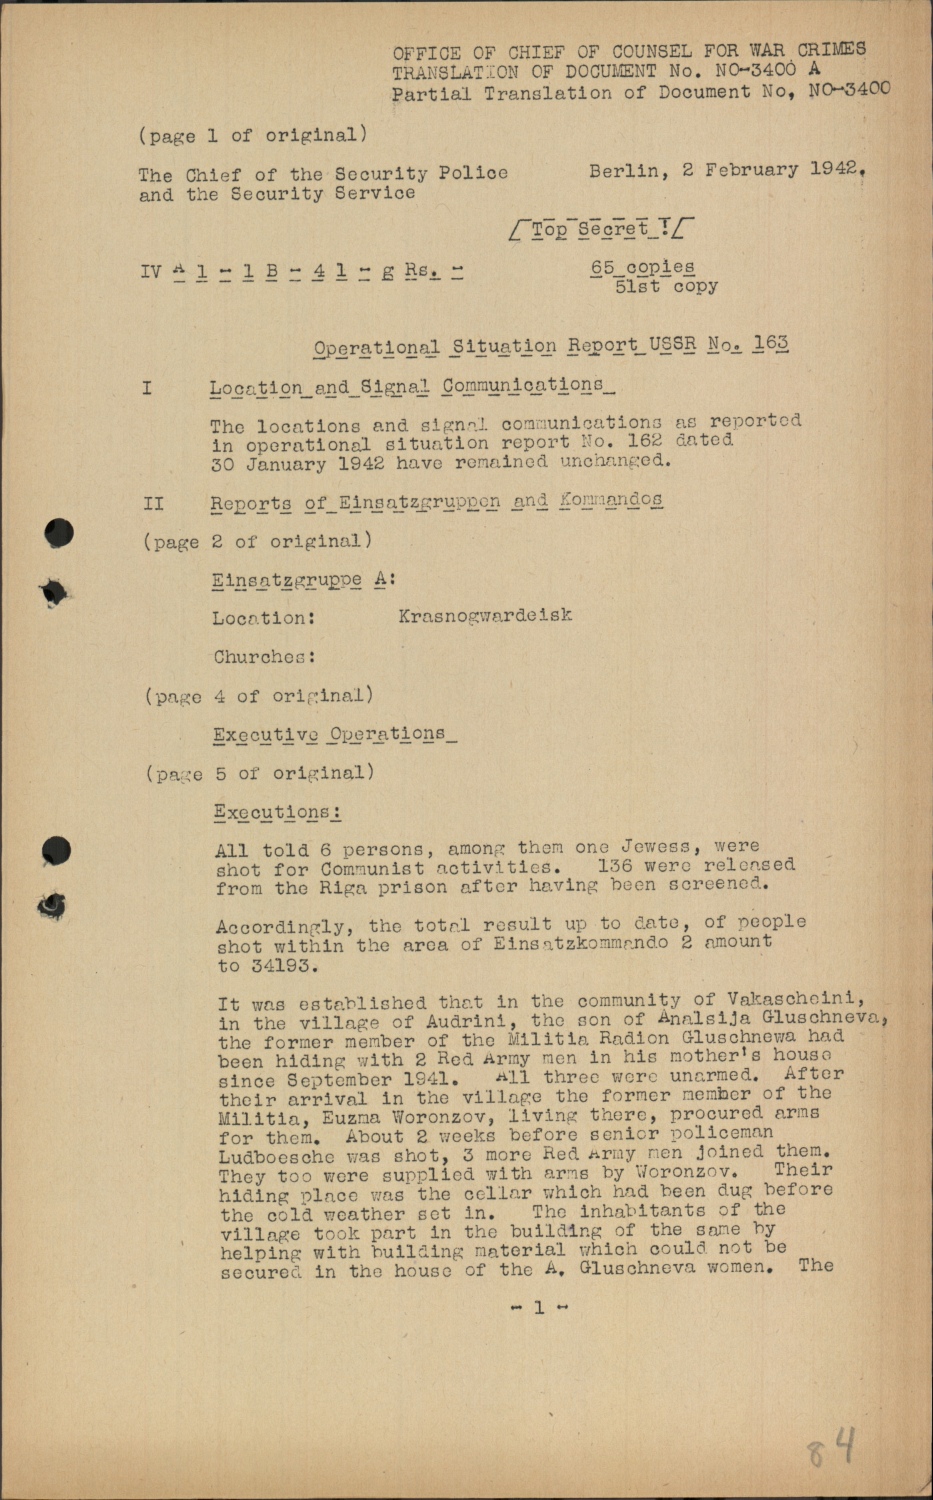 OFFICE OF CHIEF OF COUNSEL FOR WAR CRIMES
TRANSLATION OF DOCUMENT No. NO-3400 A
Partial Translation of Document No, NO-3400
(page 1 of original)
The Chief of the Security Police Berlin, 2 February 1942.
and the Security Service
[Top Secret ![
IV A 1 - 1 B - 4 1 - g Rs. - 65 copies
51st copy
Operational Situation Report USSR No. 163
I Location and Signal Communications
The locations and signal communications as reported
in operational situation report No. 162 dated
30 January 1942 have remained unchanged.
II Reports of Einsatzgruppen and Kommandos
(page 2 of original)
Einsatzgruppe A:
Location: Krasnogwardeisk
Churches:
(page 4 of original)
Executive Operations
(page 5 of original)
Executions:
All told 6 persons, among them one Jewess, were
shot for Communist activities. 136 were released
from the Riga prison after having been screened.
Accordingly, the total result up to date, of people
shot within the area of Einsatzkommando 2 amount
to 34193.
It was established that in the community of Vakascheini,
in the village of Audrini, the son of Analsija Gluschneva,
the former member of the Militia Radion Gluschnewa had
been hiding with 2 Red Army men in his mother's house
since September 1941. All three were unarmed. After
their arrival in the village the former member of the
Militia, Euzma Woronzov, living there, procured arms
for them. About 2 weeks before senior policeman
Ludboesche was shot, 3 more Red Army men joined them.
They too were supplied with arms by Woronzov. Their
hiding place was the cellar which had been dug before
the cold weather set in. The inhabitants of the
village took part in the building of the same by
helping with building material which could not be
secured in the house of the A. Gluschneva women. The
- 1 -
84